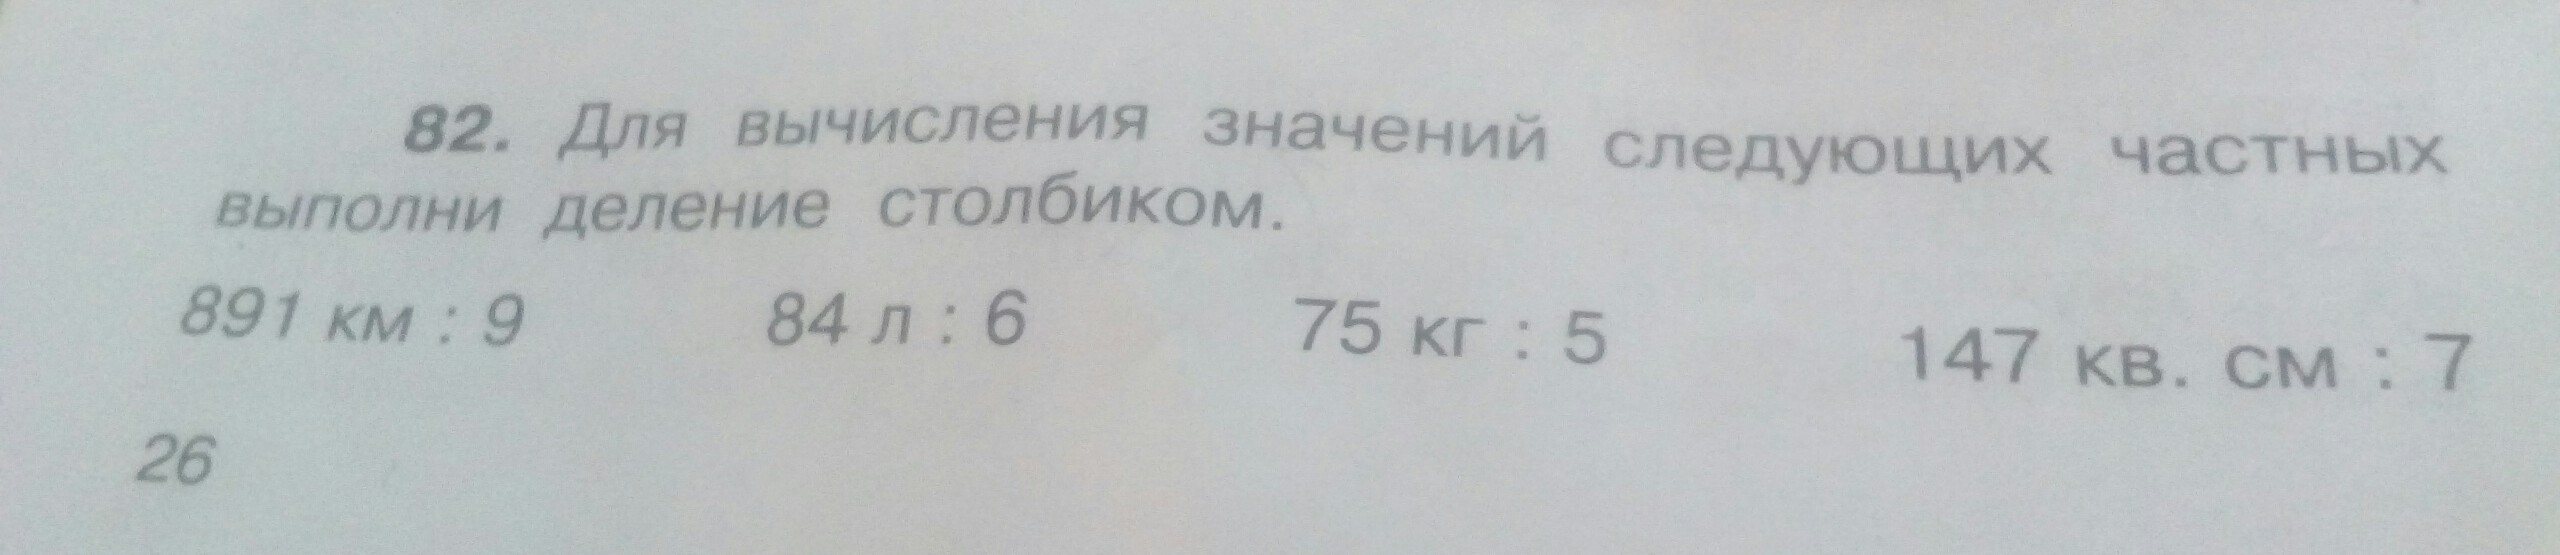 82. Для вычисления значений следующих частных
выполни деление столбиком.
891 км : 9 84 л : 6 75 кг : 5 147 кв. см : 7
26